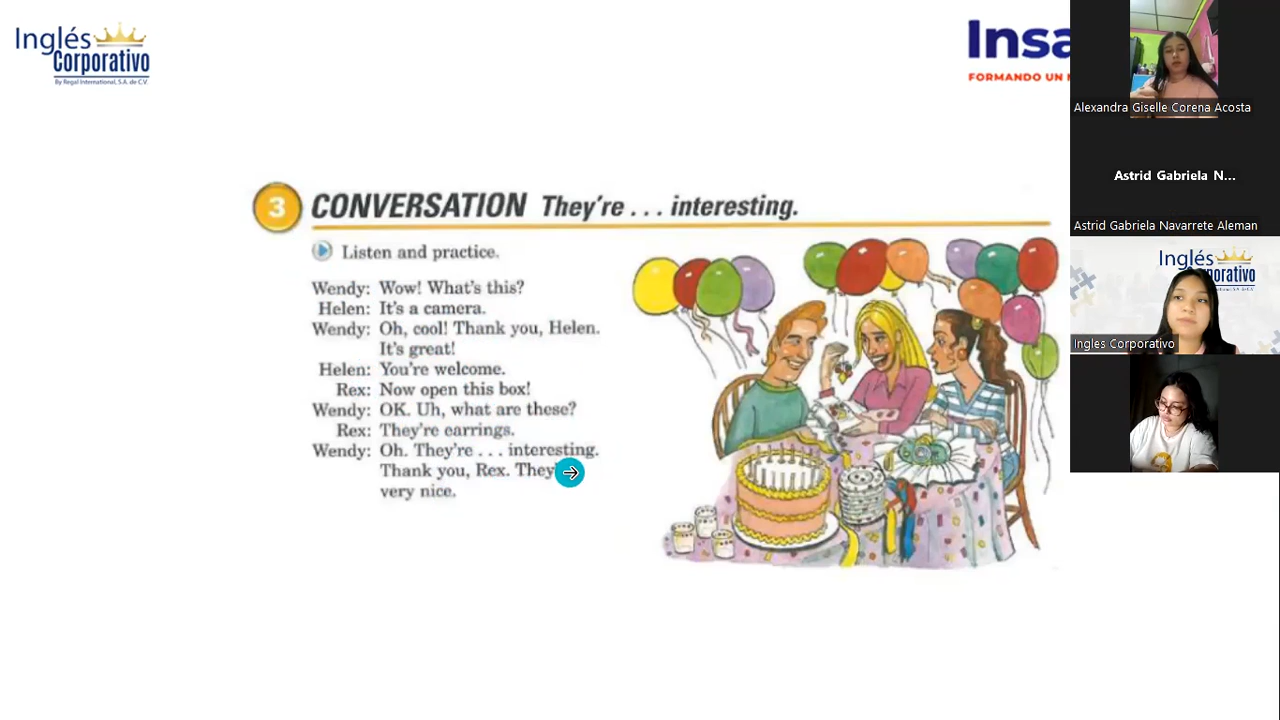 Inglés
Corporativo
By Regal International, S.A. de C.V.
Insa
FORMANDO UN
3 CONVERSATION They're . . . interesting.
Listen and practice.
Wendy: Wow! What's this?
Helen: It's a camera.
Wendy: Oh, cool! Thank you, Helen.
It's great!
Helen: You're welcome.
Rex: Now open this box!
Wendy: OK. Uh, what are these?
Rex: They're earrings.
Wendy: Oh. They're . . . interesting.
Thank you, Rex. They
very nice.
Alexandra Giselle Corena Acosta
Astrid Gabriela N...
Astrid Gabriela Navarrete Aleman
Inglés
Ingles Corporativo